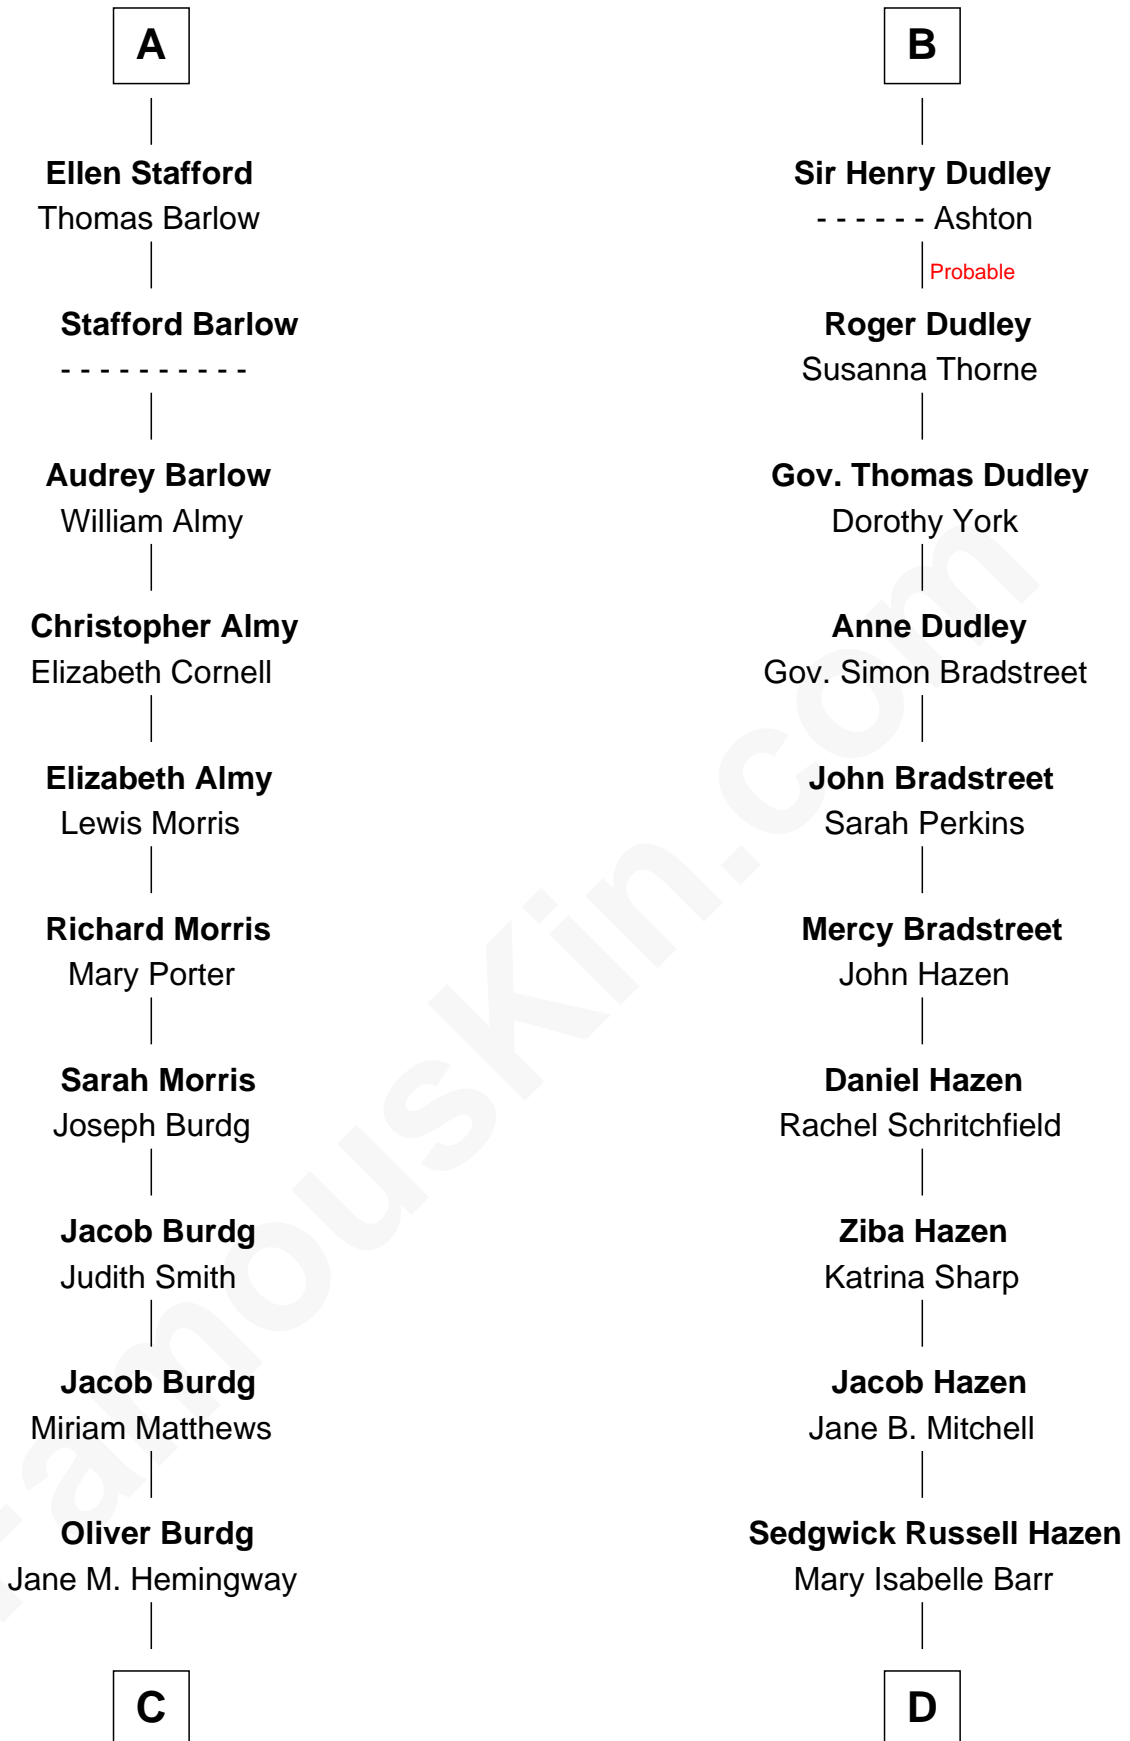 A
Ellen Stafford
Thomas Barlow
Stafford Barlow
- - - - - - - - - -
Audrey Barlow
William Almy
Christopher Almy
Elizabeth Cornell
Elizabeth Almy
Lewis Morris
Richard Morris
Mary Porter
Sarah Morris
Joseph Burdg
Jacob Burdg
Judith Smith
Jacob Burdg
Miriam Matthews
Oliver Burdg
Jane M. Hemingway
C
B
Sir Henry Dudley
- - - - - - Ashton
Probable
Roger Dudley
Susanna Thorne
Gov. Thomas Dudley
Dorothy York
Anne Dudley
Gov. Simon Bradstreet
John Bradstreet
Sarah Perkins
Mercy Bradstreet
John Hazen
Daniel Hazen
Rachel Schritchfield
Ziba Hazen
Katrina Sharp
Jacob Hazen
Jane B. Mitchell
Sedgwick Russell Hazen
Mary Isabelle Barr
D
FamousKin.com